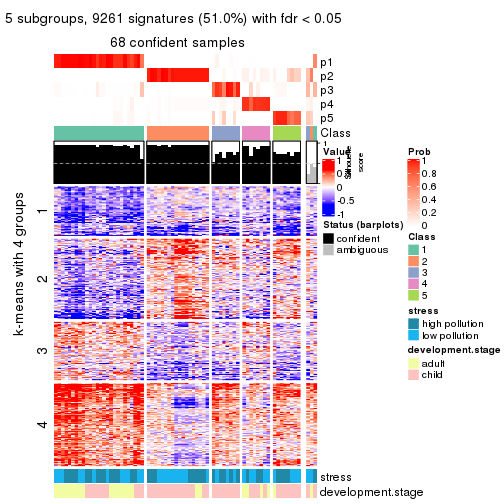 5 subgroups, 9261 signatures (51.0%) with fdr < 0.05
68 confident samples
p1
p2
p3
p4
p5
Class
1
Silhouette
score
k-means with 4 groups
1
2
3
4
stress
development.stage
Value
1
0.5
0
-0.5
-1
Status (barplots)
confident
ambiguous
Prob
1
0.8
0.6
0.4
0.2
0
Class
1
2
3
4
5
stress
high pollution
low pollution
development.stage
adult
child